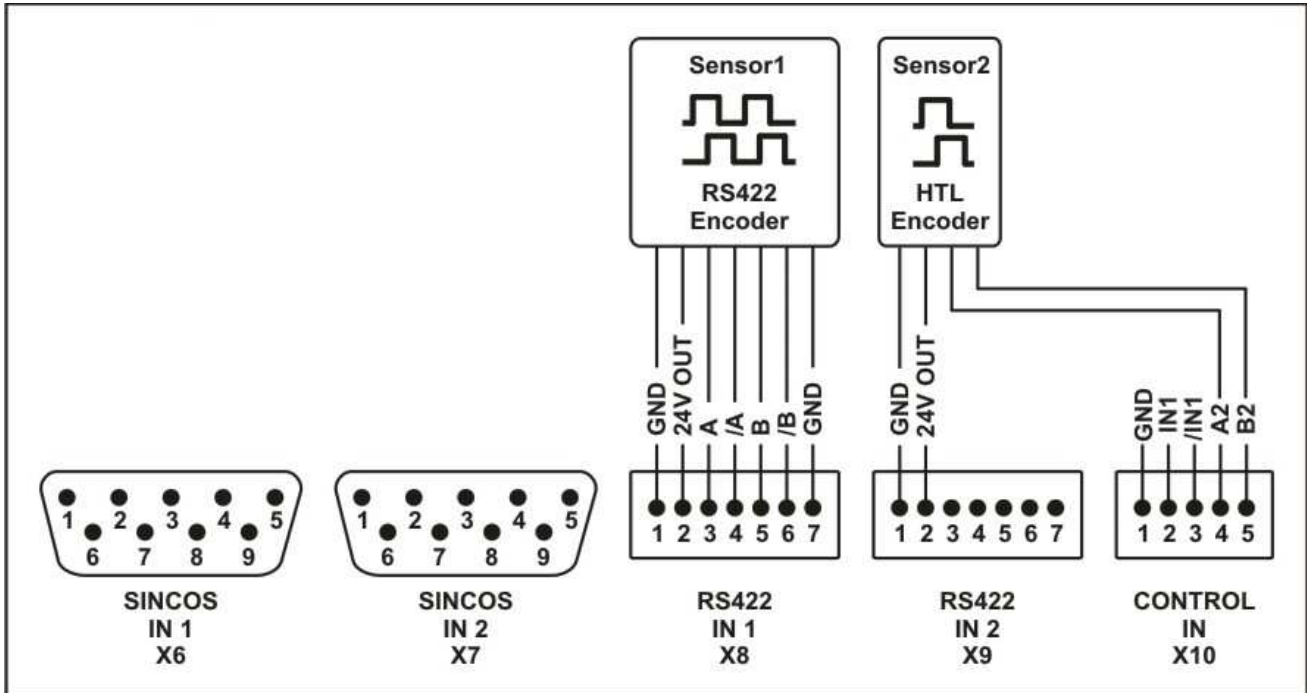 Sensor1
RS422
Encoder
Sensor2
HTL
Encoder
GND
24V OUT
A
/A
B
/B
GND
GND
24V OUT
GND
IN1
/IN1
A2
B2
1 2 3 4 5
6 7 8 9
1 2 3 4 5
6 7 8 9
1 2 3 4 5 6 7
1 2 3 4 5 6 7
1 2 3 4 5
SINCOS
IN 1
X6
SINCOS
IN 2
X7
RS422
IN 1
X8
RS422
IN 2
X9
CONTROL
IN
X10